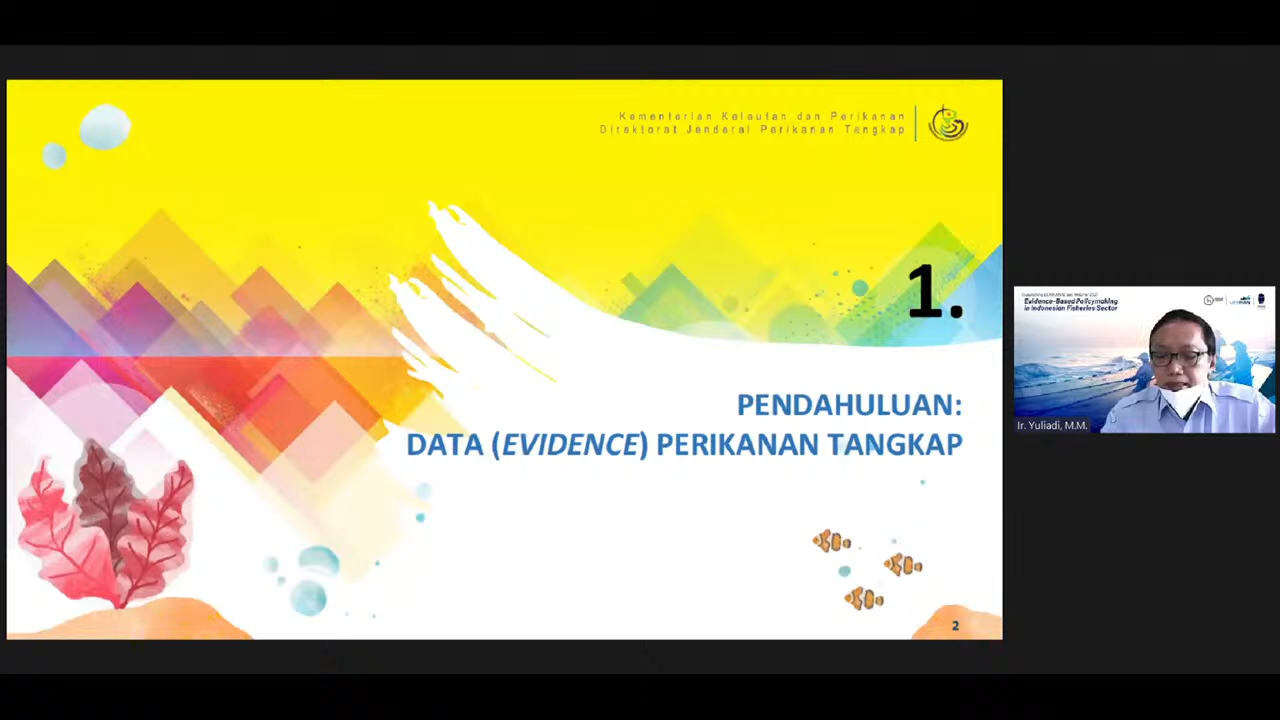 Kementerian Kelautan dan Perikanan
Direktorat Jenderal Perikanan Tangkap
1.
PENDAHULUAN:
DATA (EVIDENCE) PERIKANAN TANGKAP
2
Evidence-Based Policymaking
in Indonesian Fisheries Sector
Ir. Yuliadi, M.M.